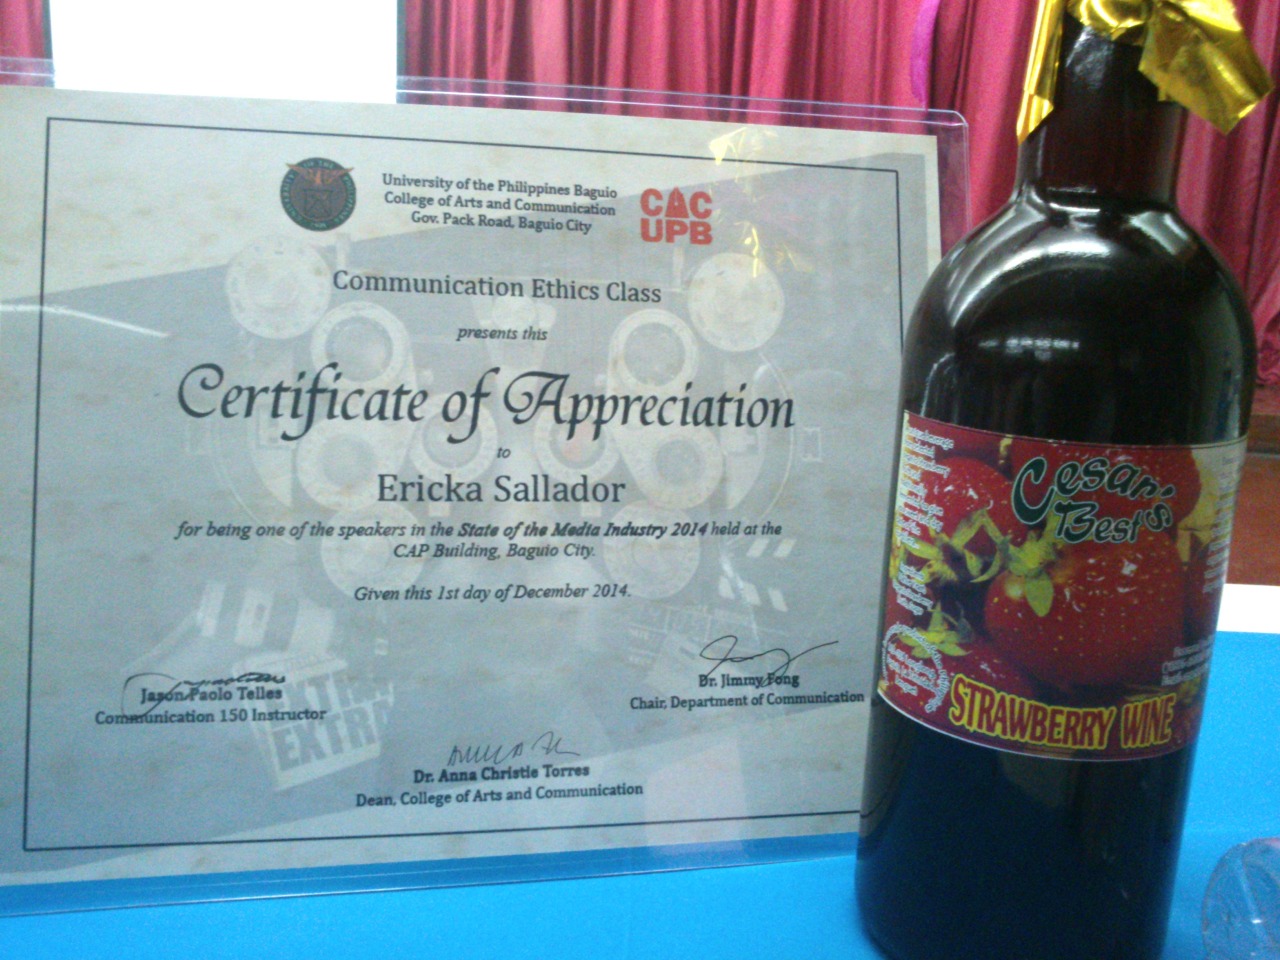 University of the Philippines Baguio
College of Arts and Communication
Gov. Pack Road, Baguio City
CAC
UPB
Communication Ethics Class
presents this
Certificate of Appreciation
to
Ericka Sallador
for being one of the speakers in the State of the Media Industry 2014 held at the
CAP Building, Baguio City.
Given this 1st day of December 2014.
Jason Paolo Telles
Communication 150 Instructor
Dr. Jimmy Fong
Chair, Department of Communication
Dr. Anna Christie Torres
Dean, College of Arts and Communication
EXTRA
Cesar's
Best
STRAWBERRY WINE